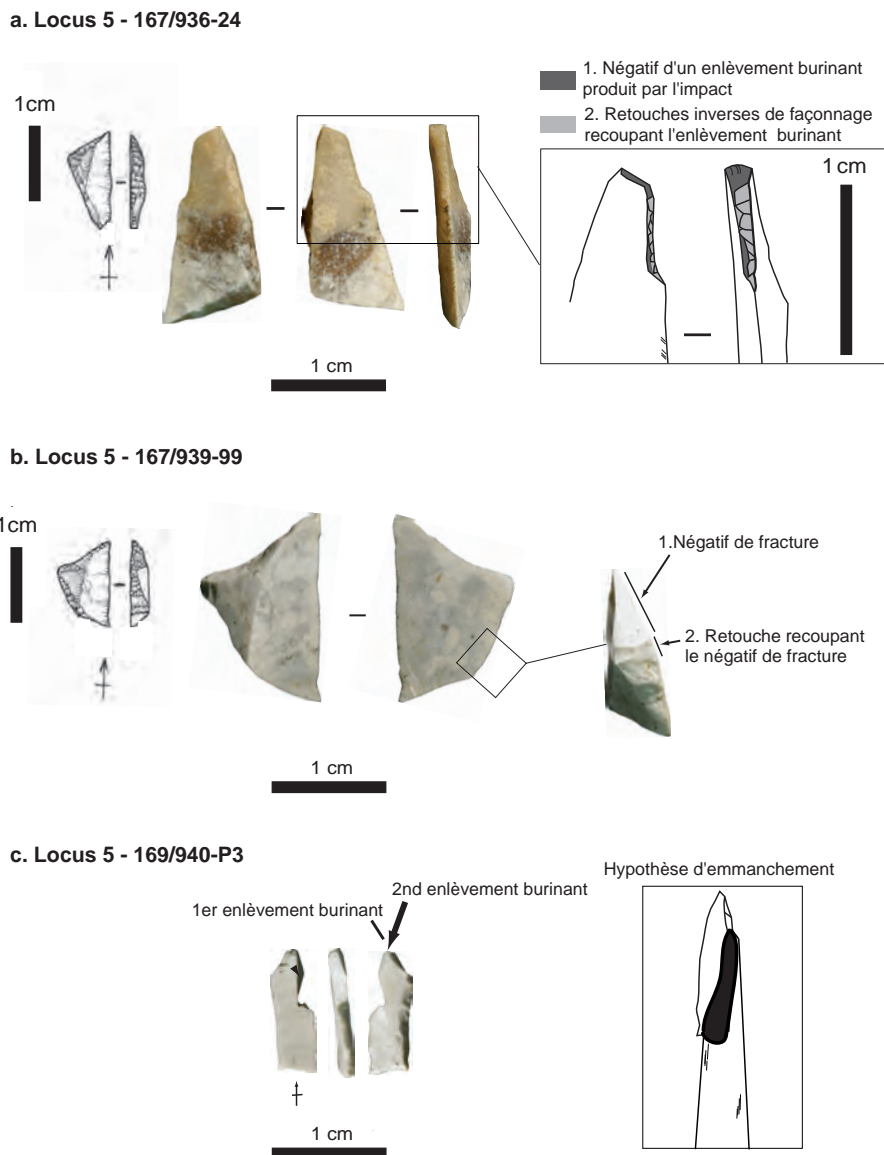 a. Locus 5 - 167/936-24
1cm
1. Négatif d'un enlèvement burinant
produit par l'impact
2. Retouches inverses de façonnage
recoupant l'enlèvement burinant
1 cm
1 cm
b. Locus 5 - 167/939-99
1cm
1.Négatif de fracture
2. Retouche recoupant
le négatif de fracture
1 cm
c. Locus 5 - 169/940-P3
Hypothèse d'emmanchement
2nd enlèvement burinant
1er enlèvement burinant
1 cm